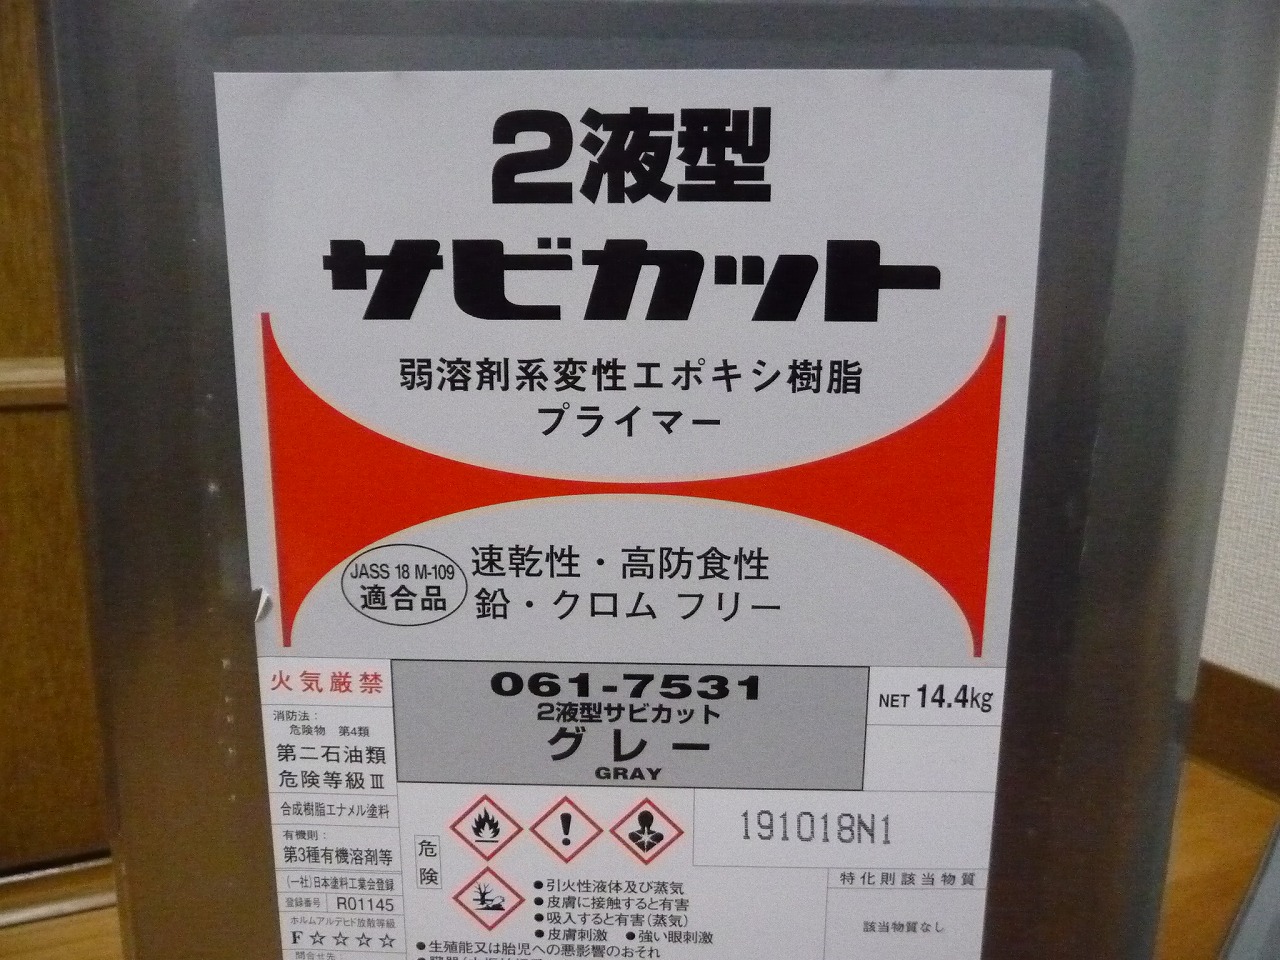 2液型
サビカット
弱溶剤系変性エポキシ樹脂
プライマー
JASS 18 M-109
適合品
速乾性・高防食性
鉛・クロム フリー
火気厳禁
消防法：
危険物 第4類
第二石油類
危険等級Ⅲ
合成樹脂エナメル塗料
有機則：
第3種有機溶剤等
(一社)日本塗料工業会登録
登録番号 R01145
ホルムアルデヒド放散等級
F☆☆☆☆
問合せ先
061-7531
2液型サビカット
グレー
GRAY
NET 14.4kg
191018N1
危険
●引火性液体及び蒸気
●皮膚に接触すると有害
●吸入すると有害(蒸気)
●皮膚刺激 ●強い眼刺激
●生殖能又は胎児への悪影響のおそれ
特化則該当物質
該当物質なし